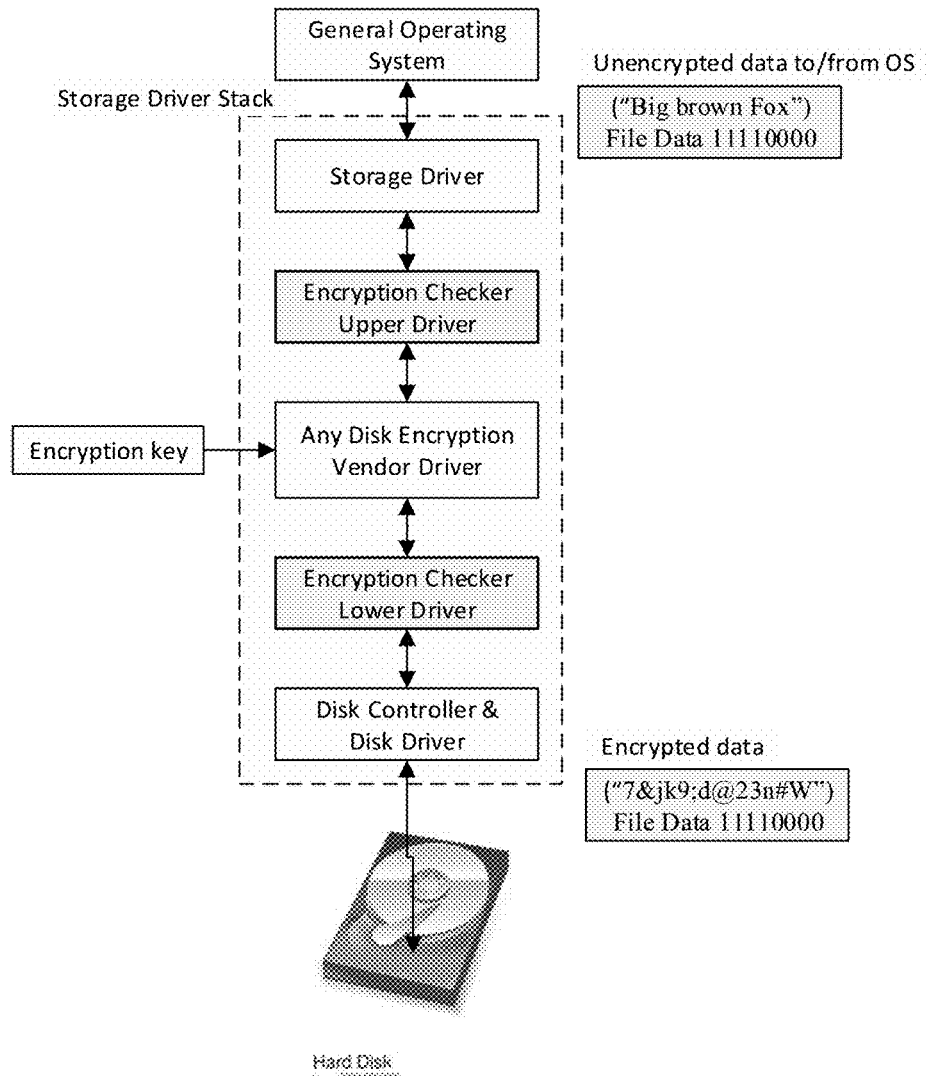 General Operating
System
Unencrypted data to/from OS
Storage Driver Stack
("Big brown Fox")
File Data 11110000
Storage Driver
Encryption Checker
Upper Driver
Encryption key
Any Disk Encryption
Vendor Driver
Encryption Checker
Lower Driver
Disk Controller &
Disk Driver
Encrypted data
("7&jk9;d@23n#W")
File Data 11110000
Hard Disk